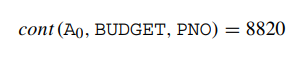 cont(A₀, BUDGET, PNO) = 8820